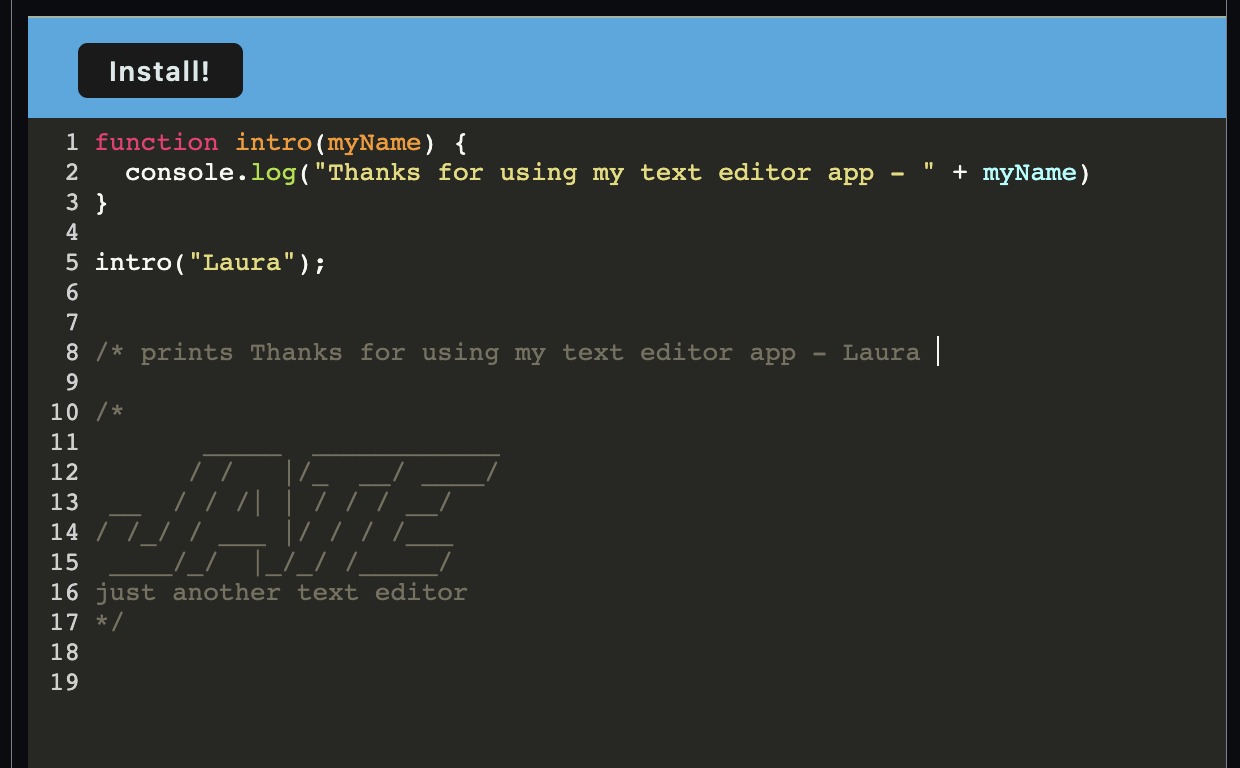 Install!
1 function intro(myName) {
2   console.log("Thanks for using my text editor app - " + myName)
3 }
4
5 intro("Laura");
6
7
8 /* prints Thanks for using my text editor app - Laura
9
10 /*
11        _____  ____________
12       / /   |/_  __/ ____/
13  __  / / /| | / / / __/
14 / /_/ / ___ |/ / / /___
15  ____/_/  |_/_/ /_____/
16 just another text editor
17 */
18
19